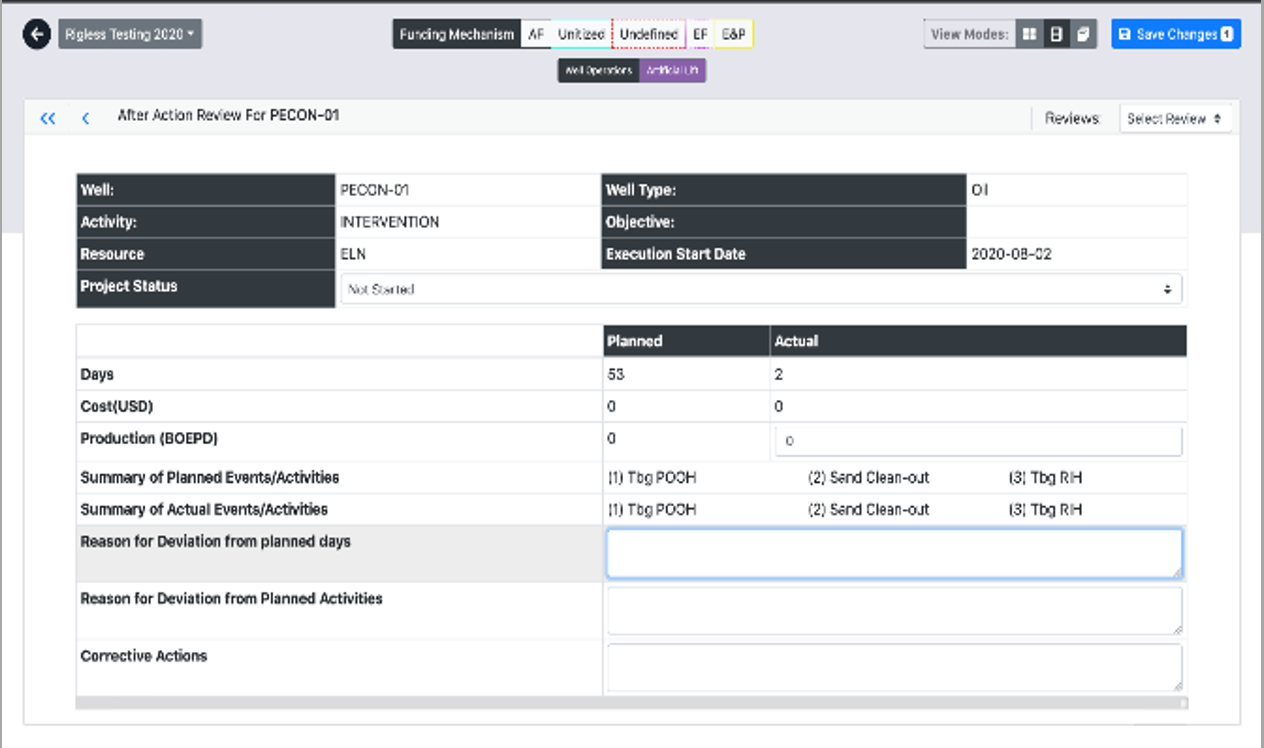 Rigless Testing 2020 Funding Mechanism AF Unitized Undefined EF E&P View Modes: Save Changes 1
Well Operations Artificial Lift
After Action Review For PECON-01 Reviews: Select Review
Well: PECON-01 Well Type: Oil
Activity: INTERVENTION Objective:
Resource ELN Execution Start Date 2020-08-02
Project Status Not Started
Planned Actual
Days 53 2
Cost(USD) 0 0
Production (BOEPD) 0 0
Summary of Planned Events/Activities (1) Tbg POOH (2) Sand Clean-out (3) Tbg RIH
Summary of Actual Events/Activities (1) Tbg POOH (2) Sand Clean-out (3) Tbg RIH
Reason for Deviation from planned days
Reason for Deviation from Planned Activities
Corrective Actions